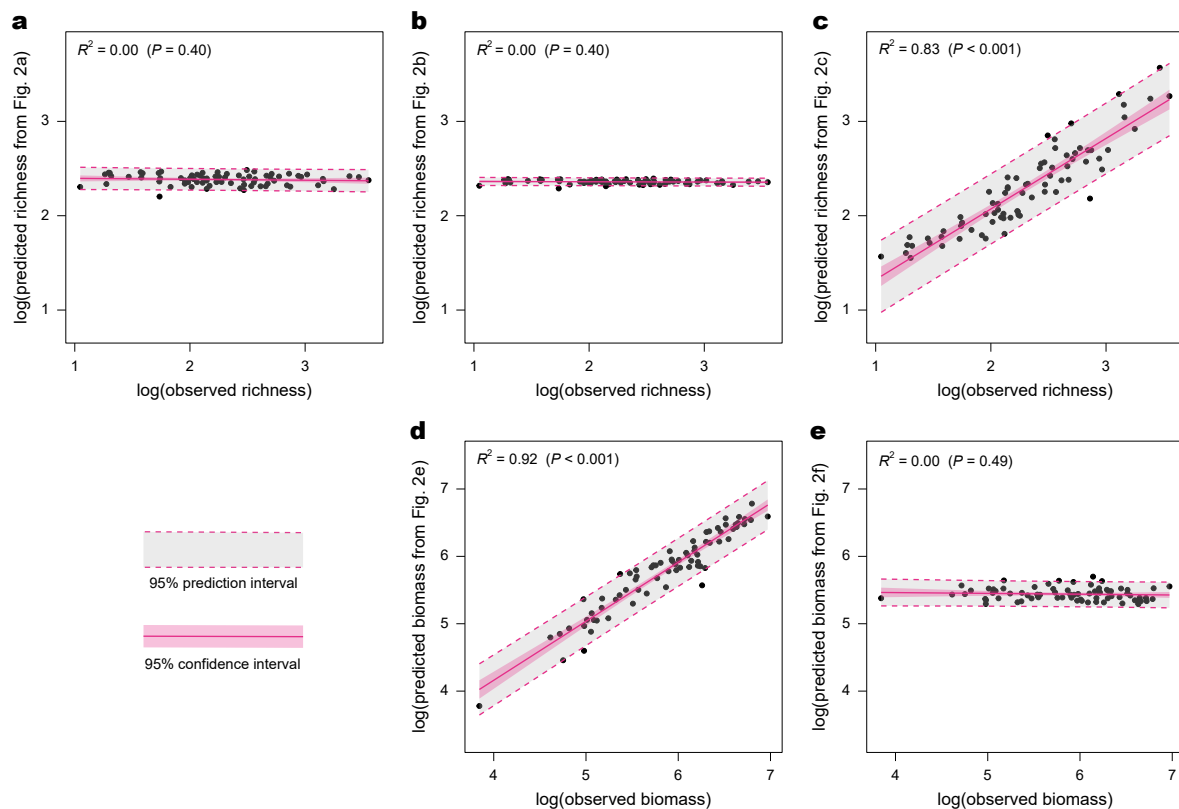 a
R² = 0.00 (P = 0.40)
log(predicted richness from Fig. 2a)
3
2
1
1 2 3
log(observed richness)
b
R² = 0.00 (P = 0.40)
log(predicted richness from Fig. 2b)
3
2
1
1 2 3
log(observed richness)
c
R² = 0.83 (P < 0.001)
log(predicted richness from Fig. 2c)
3
2
1
1 2 3
log(observed richness)
95% prediction interval
95% confidence interval
d
R² = 0.92 (P < 0.001)
log(predicted biomass from Fig. 2e)
7
6
5
4
4 5 6 7
log(observed biomass)
e
R² = 0.00 (P = 0.49)
log(predicted biomass from Fig. 2f)
7
6
5
4
4 5 6 7
log(observed biomass)